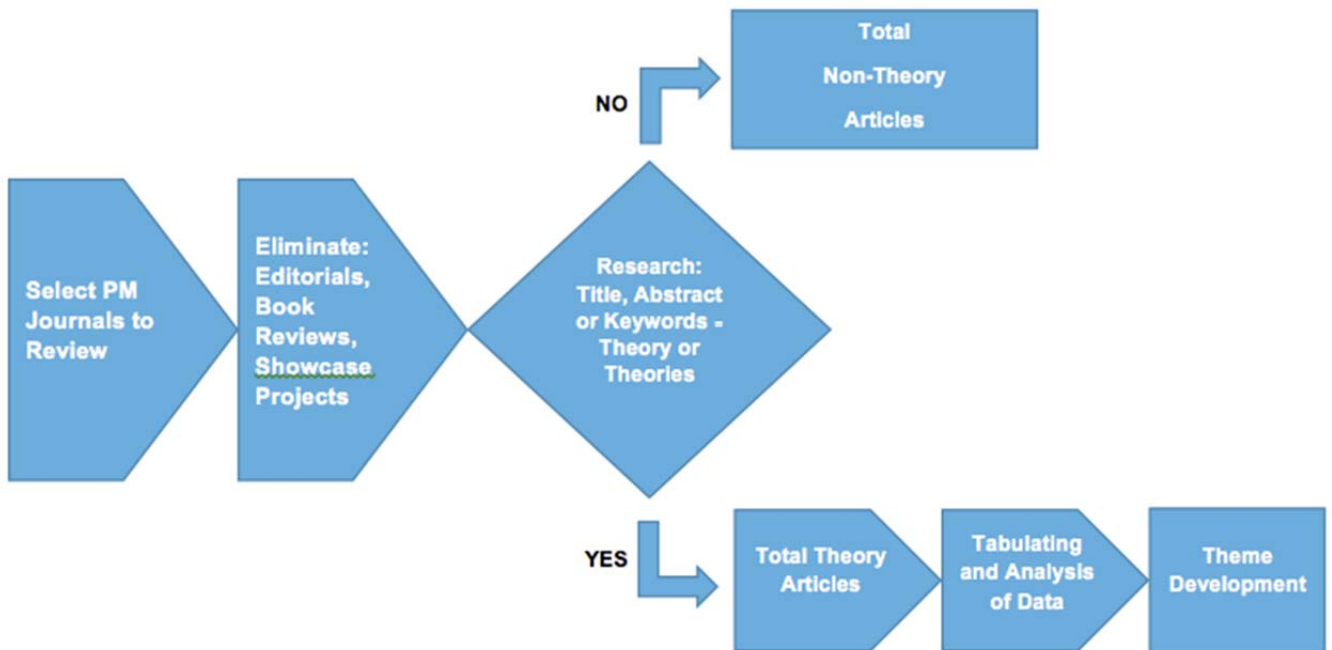 Select PM
Journals to
Review
Eliminate:
Editorials,
Book
Reviews,
Showcase
Projects
Research:
Title, Abstract
or Keywords -
Theory or
Theories
NO
Total
Non-Theory
Articles
YES
Total Theory
Articles
Tabulating
and Analysis
of Data
Theme
Development